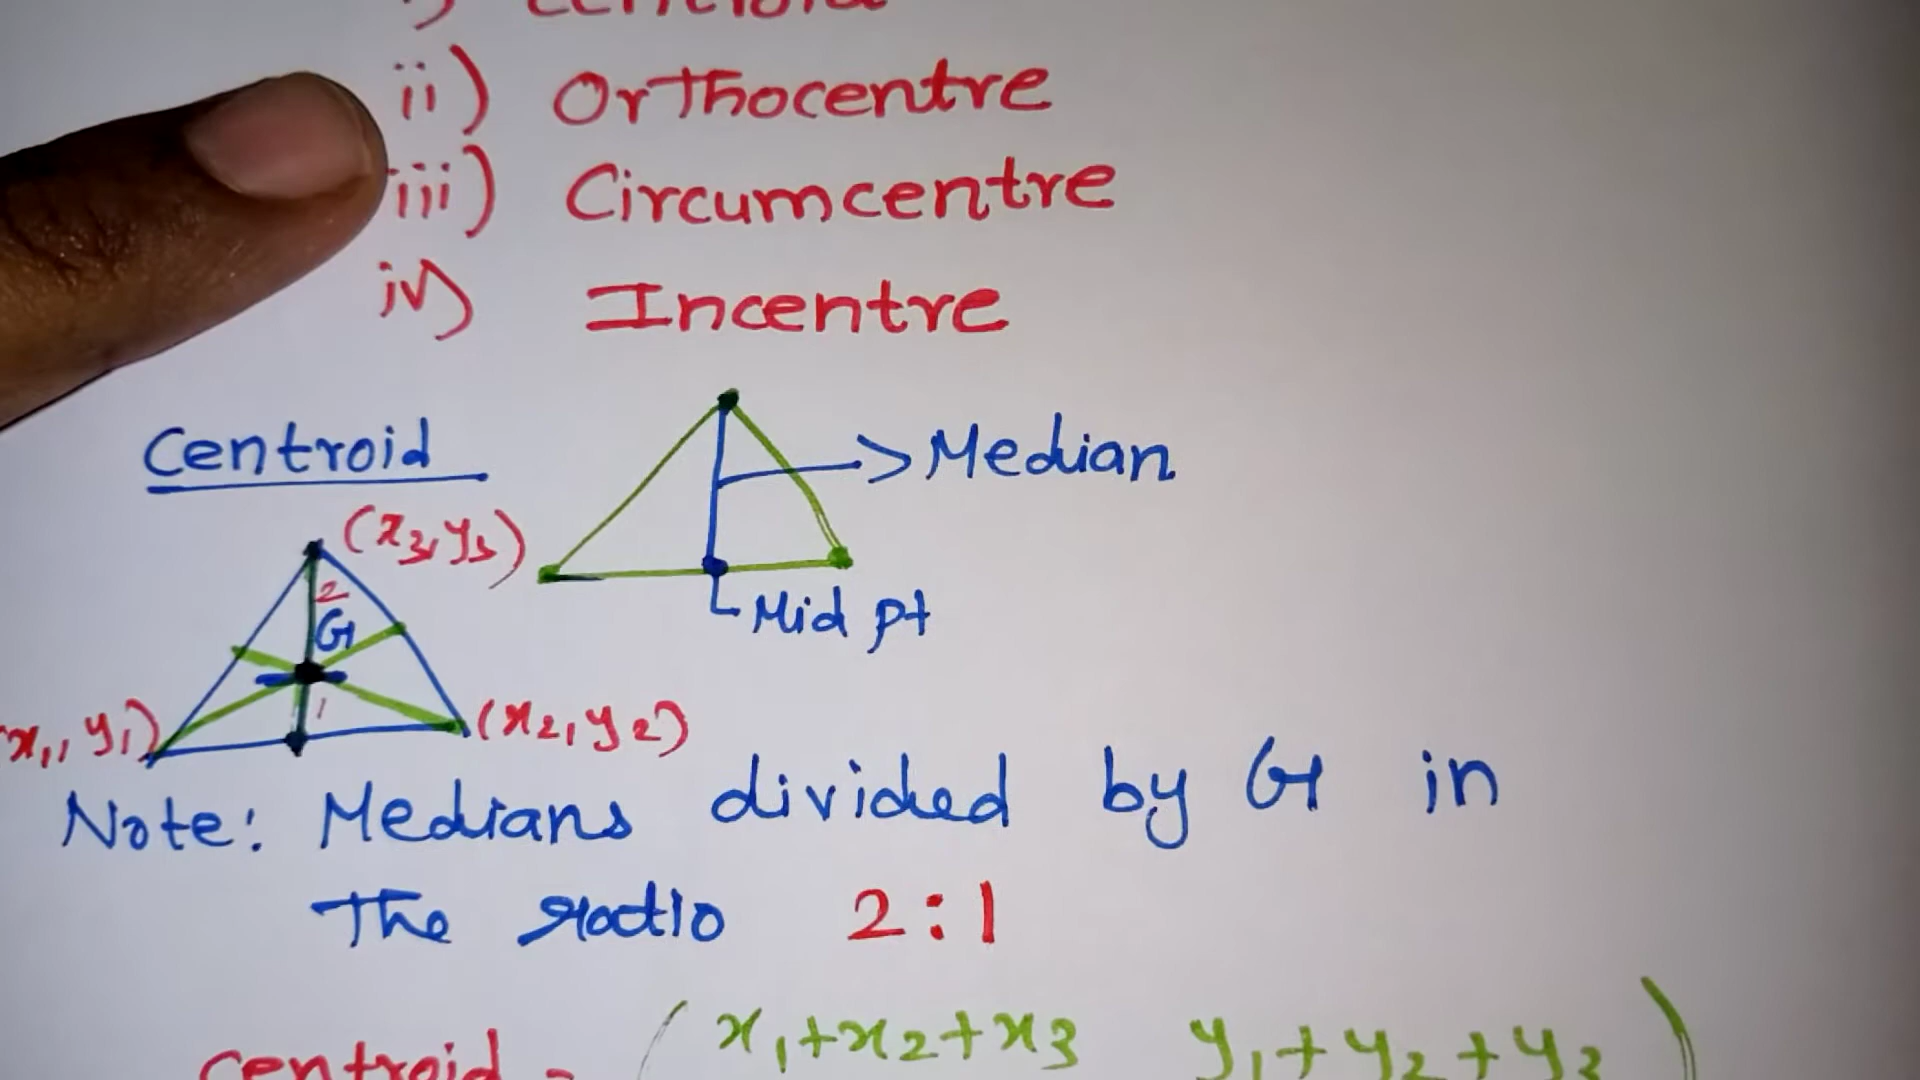 ii) Orthocentre
iii) Circumcentre
iv) Incentre
Centroid
Median
(x3, y3)
2
G
Mid pt
1
x1, y1)
(x2, y2)
Note: Medians divided by G in
The ratio 2:1
centroid = (x1+x2+x3 y1+y2+y3)